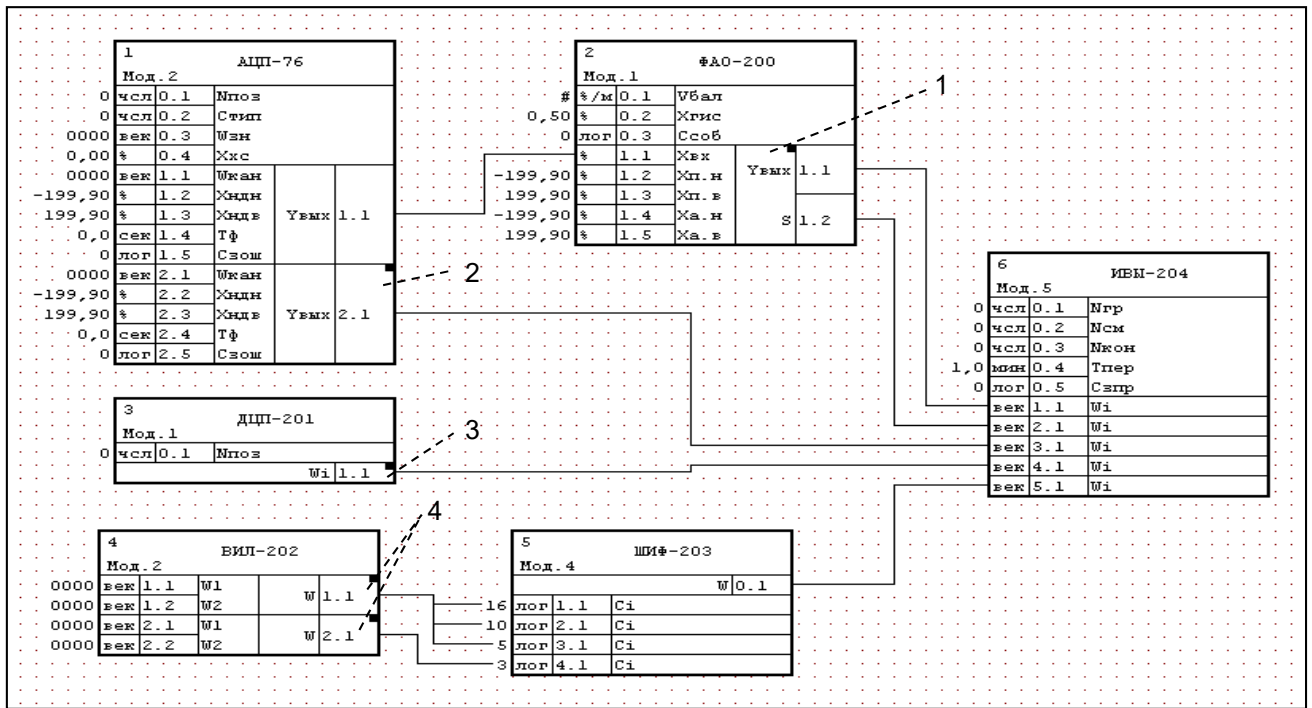 1
АЦП-76
Мод.2
0 чсл 0.1 Nпоз
0 чсл 0.2 Cтип
0000 век 0.3 Wзн
0,00 % 0.4 Xхс
0000 век 1.1 Wкан
-199,90 % 1.2 Xндн
199,90 % 1.3 Xндв Yвых 1.1
0,0 сек 1.4 Tф
0 лог 1.5 Cзош
0000 век 2.1 Wкан
-199,90 % 2.2 Xндн
199,90 % 2.3 Xндв Yвых 2.1
0,0 сек 2.4 Tф
0 лог 2.5 Cзош
2
ФАО-200
Мод.1
# %/м 0.1 Vбал
0,50 % 0.2 Xгис
0 лог 0.3 Cсоб
% 1.1 Xвх
-199,90 % 1.2 Xп.н Yвых 1.1
199,90 % 1.3 Xп.в
-199,90 % 1.4 Xа.н S 1.2
199,90 % 1.5 Xа.в
1
2
3
ДЦП-201
Мод.1
0 чсл 0.1 Nпоз
Wi 1.1
3
4
ВИЛ-202
Мод.2
0000 век 1.1 W1 W 1.1
0000 век 1.2 W2
0000 век 2.1 W1 W 2.1
0000 век 2.2 W2
4
5
ШИФ-203
Мод.4
W 0.1
16 лог 1.1 Ci
10 лог 2.1 Ci
5 лог 3.1 Ci
3 лог 4.1 Ci
6
ИВЫ-204
Мод.5
0 чсл 0.1 Nгр
0 чсл 0.2 Nсм
0 чсл 0.3 Nкон
1,0 мин 0.4 Tпер
0 лог 0.5 Cзпр
век 1.1 Wi
век 2.1 Wi
век 3.1 Wi
век 4.1 Wi
век 5.1 Wi